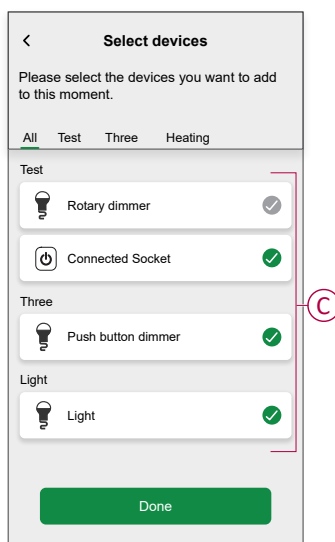 Select devices
Please select the devices you want to add
to this moment.
All Test Three Heating
Test
Rotary dimmer
Connected Socket
Three
Push button dimmer
Light
Light
C
Done